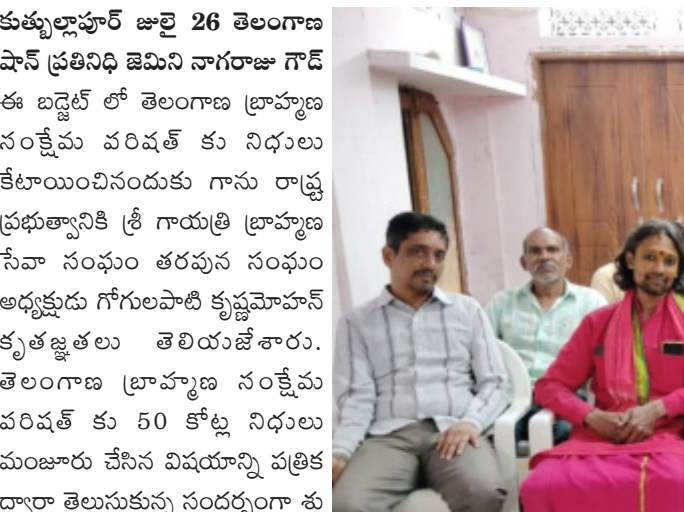 కుత్బుల్లాపూర్ జులై 26 తెలంగాణ
షాన్ ప్రతినిధి జెమిని నాగరాజు గౌడ్
ఈ బడ్జెట్ లో తెలంగాణ బ్రాహ్మణ
సంక్షేమ పరిషత్ కు నిధులు
కేటాయించినందుకు గాను రాష్ట్ర
ప్రభుత్వానికి శ్రీ గాయత్రి బ్రాహ్మణ
సేవా సంఘం తరపున సంఘం
అధ్యక్షుడు గోగులపాటి కృష్ణమోహన్
కృతజ్ఞతలు తెలియజేశారు.
తెలంగాణ బ్రావ్మాణ సంక్షేమ
పరిషత్ కు 50 కోట్ల నిధులు
మంజూరు చేసిన విషయాన్ని పత్రిక
ద్వారా తెలుసుకున్న సందర్భంగా శు